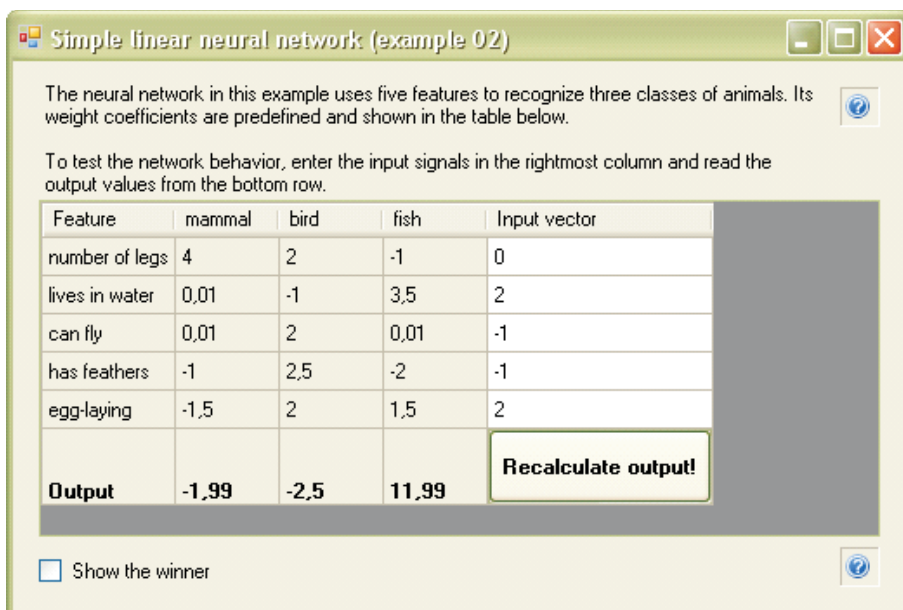 Simple linear neural network (example 02)
The neural network in this example uses five features to recognize three classes of animals. Its
weight coefficients are predefined and shown in the table below.
To test the network behavior, enter the input signals in the rightmost column and read the
output values from the bottom row.
Feature mammal bird fish Input vector
number of legs 4 2 -1 0
lives in water 0,01 -1 3,5 2
can fly 0,01 2 0,01 -1
has feathers -1 2,5 -2 -1
egg-laying -1,5 2 1,5 2
Recalculate output!
Output -1,99 -2,5 11,99
Show the winner